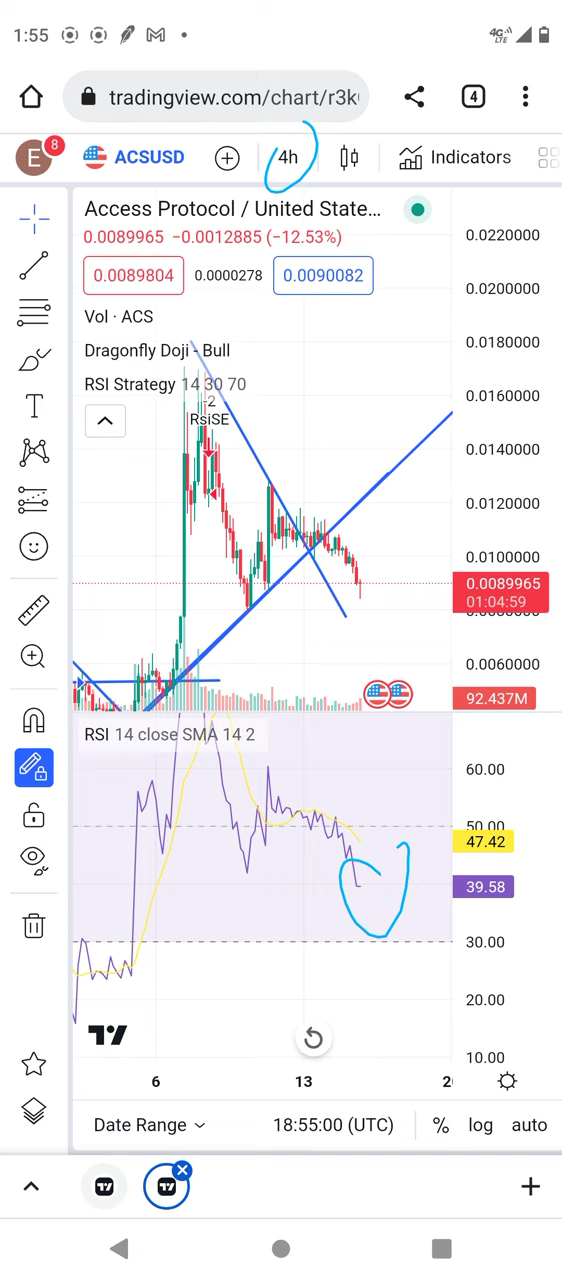 1:55
4G LTE
tradingview.com/chart/r3k
4
E
8
ACSUSD
4h
Indicators
Access Protocol / United State...
0.0089965 −0.0012885 (−12.53%)
0.0089804
0.0000278
0.0090082
Vol · ACS
Dragonfly Doji - Bull
RSI Strategy 14 30 70
-2
RsiSE
0.0220000
0.0200000
0.0180000
0.0160000
0.0140000
0.0120000
0.0100000
0.0089965
01:04:59
0.0080000
0.0060000
92.437M
RSI 14 close SMA 14 2
60.00
50.00
47.42
39.58
30.00
20.00
10.00
6
13
20
Date Range
18:55:00 (UTC)
%
log
auto